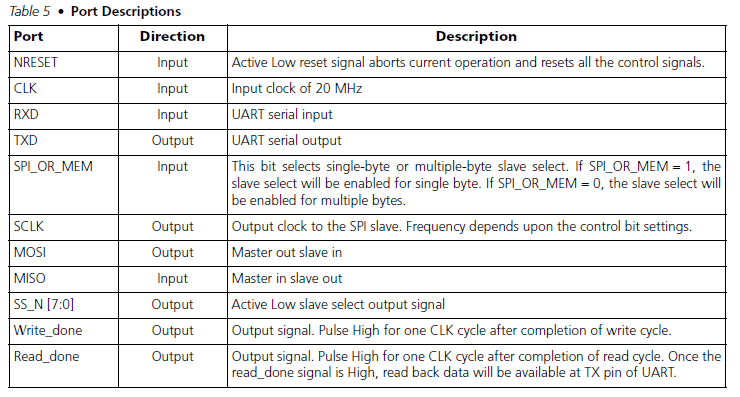 Table 5 • Port Descriptions
Port Direction Description
NRESET Input Active Low reset signal aborts current operation and resets all the control signals.
CLK Input Input clock of 20 MHz
RXD Input UART serial input
TXD Output UART serial output
SPI_OR_MEM Input This bit selects single-byte or multiple-byte slave select. If SPI_OR_MEM = 1, the
slave select will be enabled for single byte. If SPI_OR_MEM = 0, the slave select will
be enabled for multiple bytes.
SCLK Output Output clock to the SPI slave. Frequency depends upon the control bit settings.
MOSI Output Master out slave in
MISO Input Master in slave out
SS_N [7:0] Output Active Low slave select output signal
Write_done Output Output signal. Pulse High for one CLK cycle after completion of write cycle.
Read_done Output Output signal. Pulse High for one CLK cycle after completion of read cycle. Once the
read_done signal is High, read back data will be available at TX pin of UART.